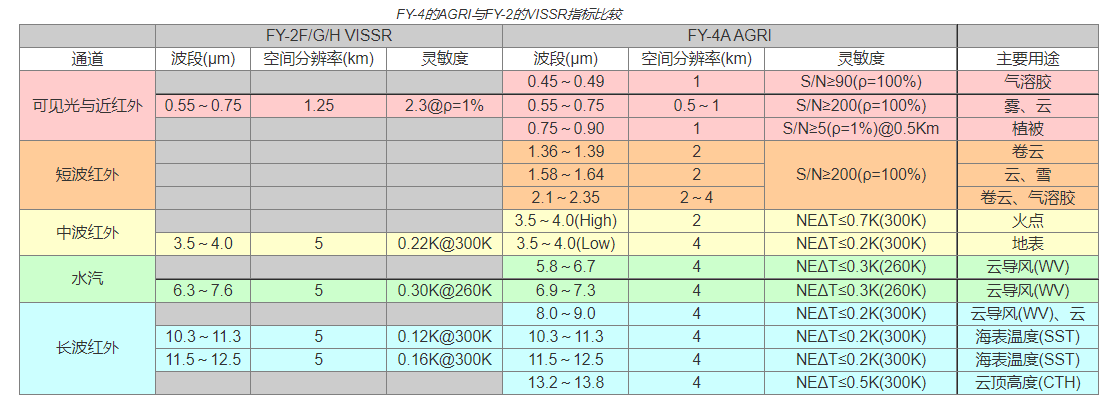 FY-4的AGRI与FY-2的VISSR指标比较
FY-2F/G/H VISSR FY-4A AGRI
通道 波段(μm) 空间分辨率(km) 灵敏度 波段(μm) 空间分辨率(km) 灵敏度 主要用途
可见光与近红外 0.45～0.49 1 S/N≥90(ρ=100%) 气溶胶
0.55～0.75 1.25 2.3@ρ=1% 0.55～0.75 0.5～1 S/N≥200(ρ=100%) 雾、云
0.75～0.90 1 S/N≥5(ρ=1%)@0.5Km 植被
短波红外 1.36～1.39 2 S/N≥200(ρ=100%) 卷云
1.58～1.64 2 云、雪
2.1～2.35 2～4 卷云、气溶胶
中波红外 3.5～4.0(High) 2 NEΔT≤0.7K(300K) 火点
3.5～4.0 5 0.22K@300K 3.5～4.0(Low) 4 NEΔT≤0.2K(300K) 地表
水汽 5.8～6.7 4 NEΔT≤0.3K(260K) 云导风(WV)
6.3～7.6 5 0.30K@260K 6.9～7.3 4 NEΔT≤0.3K(260K) 云导风(WV)
长波红外 8.0～9.0 4 NEΔT≤0.2K(300K) 云导风(WV)、云
10.3～11.3 5 0.12K@300K 10.3～11.3 4 NEΔT≤0.2K(300K) 海表温度(SST)
11.5～12.5 5 0.16K@300K 11.5～12.5 4 NEΔT≤0.2K(300K) 海表温度(SST)
13.2～13.8 4 NEΔT≤0.5K(300K) 云顶高度(CTH)